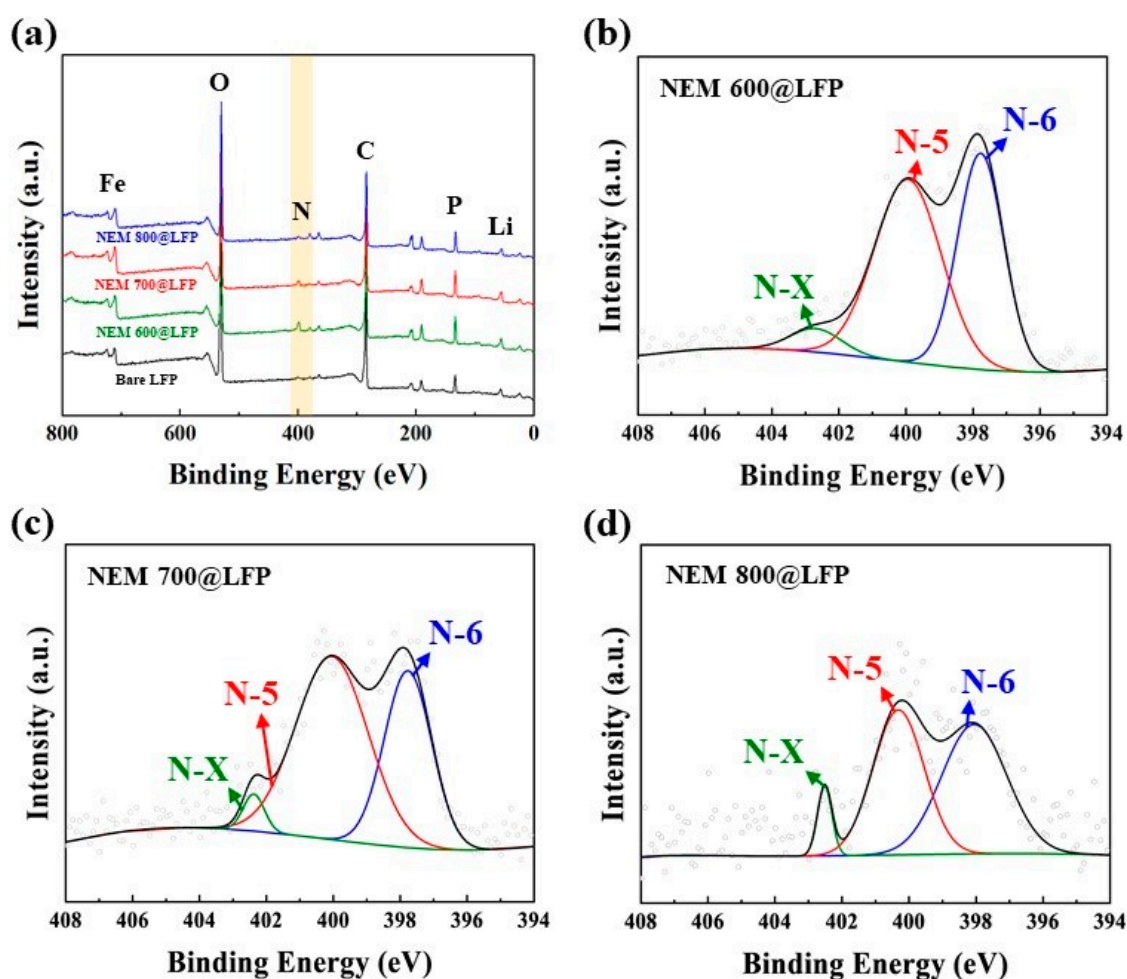 (a)
O
C
Fe
N
P
Li
NEM 800@LFP
NEM 700@LFP
NEM 600@LFP
Bare LFP
Intensity (a.u.)
800 600 400 200 0
Binding Energy (eV)
(b)
NEM 600@LFP
N-6
N-5
N-X
Intensity (a.u.)
408 406 404 402 400 398 396 394
Binding Energy (eV)
(c)
NEM 700@LFP
N-6
N-5
N-X
Intensity (a.u.)
408 406 404 402 400 398 396 394
Binding Energy (eV)
(d)
NEM 800@LFP
N-5
N-6
N-X
Intensity (a.u.)
408 406 404 402 400 398 396 394
Binding Energy (eV)